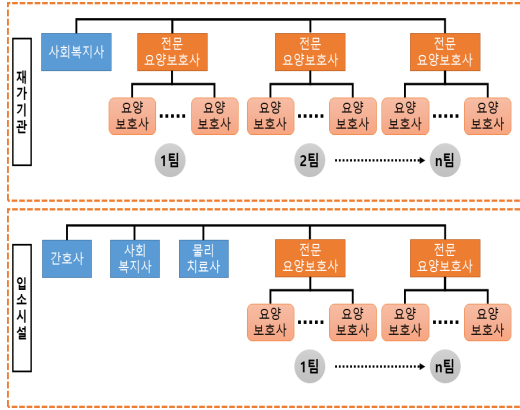 재가기관
사회복지사
전문
요양보호사
전문
요양보호사
전문
요양보호사
요양
보호사
요양
보호사
요양
보호사
요양
보호사
요양
보호사
요양
보호사
1팀
2팀
n팀
입소시설
간호사
사회
복지사
물리
치료사
전문
요양보호사
전문
요양보호사
요양
보호사
요양
보호사
요양
보호사
요양
보호사
1팀
n팀